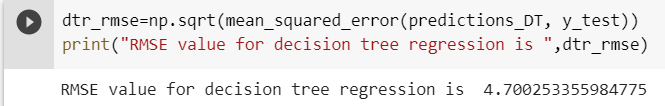 dtr_rmse=np.sqrt(mean_squared_error(predictions_DT, y_test))
print("RMSE value for decision tree regression is ",dtr_rmse)
RMSE value for decision tree regression is  4.700253355984775